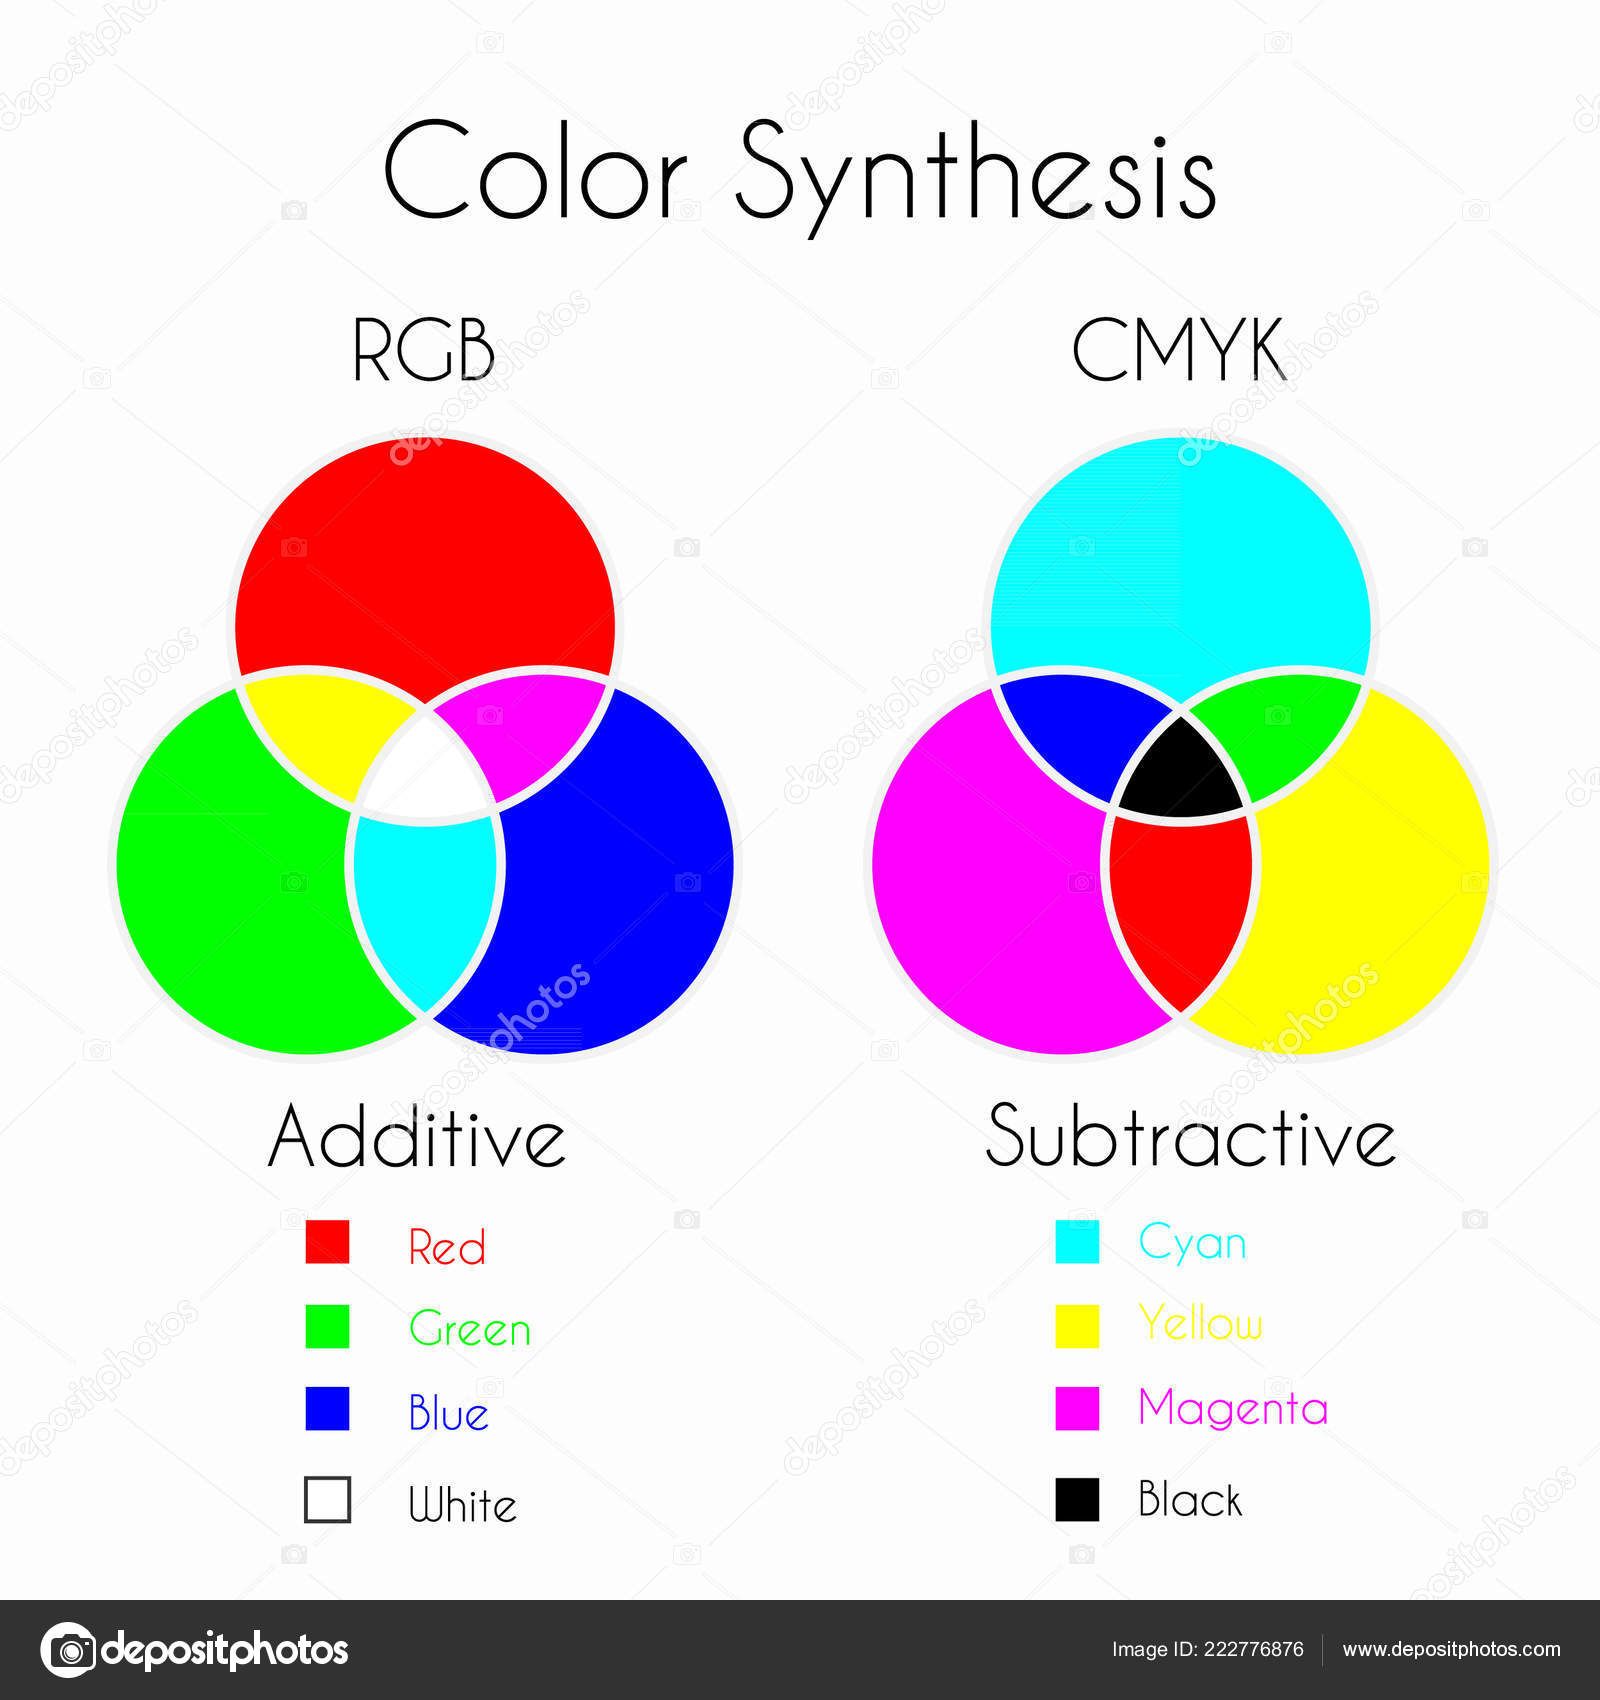 Color Synthesis
RGB
CMYK
Additive
Subtractive
Red
Green
Blue
White
Cyan
Yellow
Magenta
Black
depositphotos
Image ID: 222776876
www.depositphotos.com